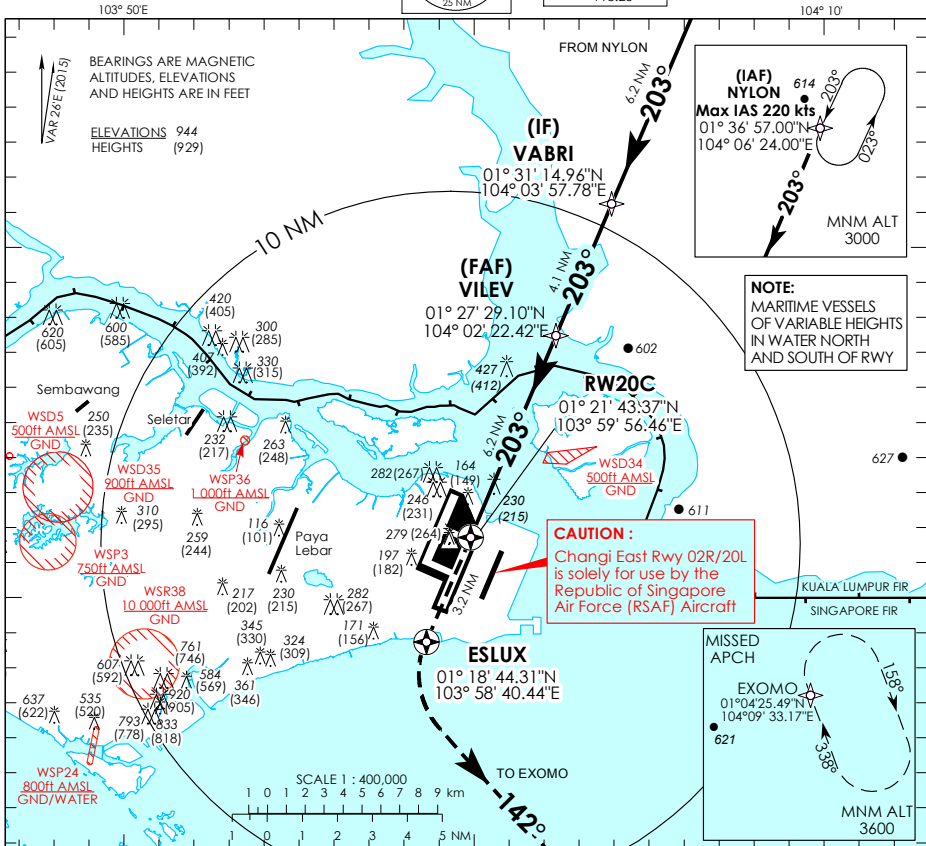 25 NM
103° 50'E
104° 10'
VAR 26'E (2015)
BEARINGS ARE MAGNETIC
ALTITUDES, ELEVATIONS
AND HEIGHTS ARE IN FEET
ELEVATIONS 944
HEIGHTS (929)
FROM NYLON
6.2 NM
203°
(IF)
VABRI
01° 31' 14.96"N
104° 03' 57.78"E
(IAF)
NYLON
Max IAS 220 kts
01° 36' 57.00"N
104° 06' 24.00"E
614
203°
023°
203°
MNM ALT
3000
10 NM
4.1 NM
203°
(FAF)
VILEV
01° 27' 29.10"N
104° 02' 22.42"E
NOTE:
MARITIME VESSELS
OF VARIABLE HEIGHTS
IN WATER NORTH
AND SOUTH OF RWY
620
(605)
600
(585)
420
(405)
300
(285)
407
(392)
330
(315)
427
(412)
602
RW20C
01° 21' 43.37"N
103° 59' 56.46"E
6.2 NM
203°
Sembawang
Seletar
WSD5
500ft AMSL
GND
250
(235)
232
(217)
263
(248)
WSD35
900ft AMSL
GND
WSP36
1 000ft AMSL
GND
282 (267)
164
(149)
246
(231)
230
(215)
WSD34
500ft AMSL
GND
627
611
310
(295)
259
(244)
116
(101)
Paya
Lebar
279 (264)
197
(182)
WSP3
750ft AMSL
GND
CAUTION :
Changi East Rwy 02R/20L
is solely for use by the
Republic of Singapore
Air Force (RSAF) Aircraft
KUALA LUMPUR FIR
SINGAPORE FIR
WSR38
10 000ft AMSL
GND
217
(202)
230
(215)
282
(267)
3.2 NM
171
(156)
345
(330)
324
(309)
361
(346)
761
(746)
607
(592)
584
(569)
920
(905)
793
(778)
833
(818)
637
(622)
535
(520)
WSP24
800ft AMSL
GND/WATER
ESLUX
01° 18' 44.31"N
103° 58' 40.44"E
TO EXOMO
142°
MISSED
APCH
EXOMO
01°04'25.49"N
104°09' 33.17"E
621
158°
338°
MNM ALT
3600
SCALE 1 : 400,000
1 0 1 2 3 4 5 6 7 8 9 km
1 0 1 2 3 4 5 NM